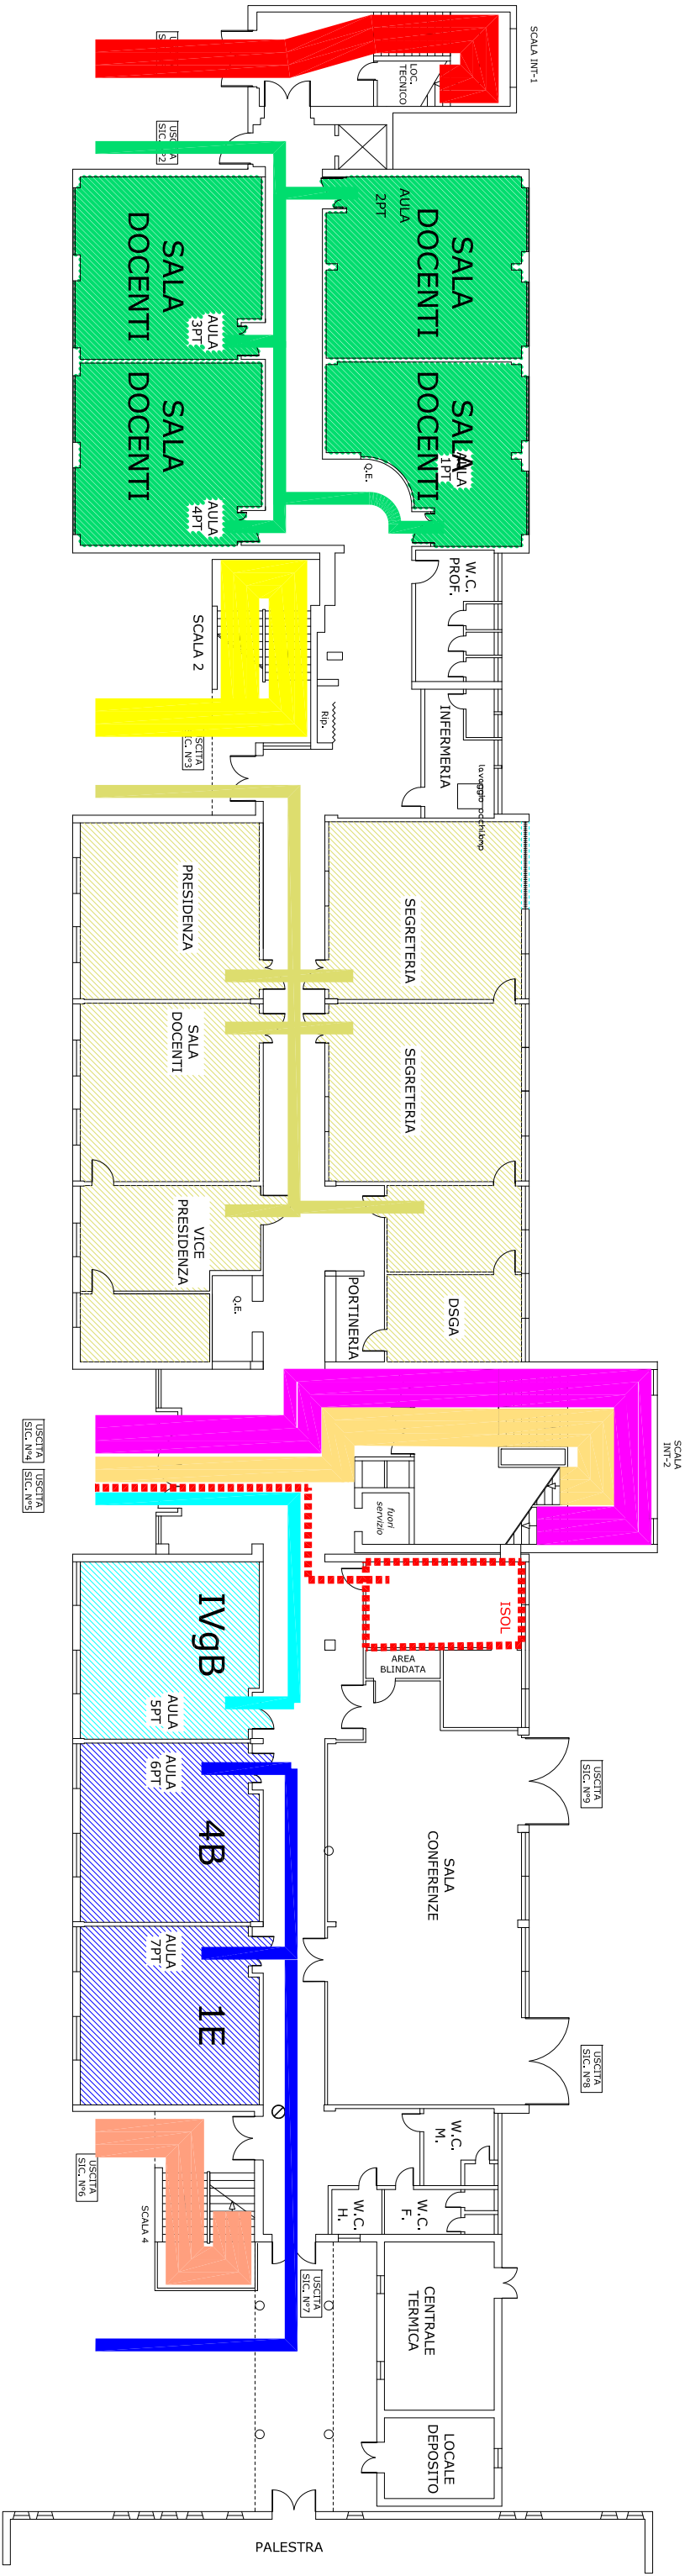 SCALA INT-1
LOC.
TECNICO
SIC. N°2
AULA
2PT
SALA
DOCENTI
SALA
DOCENTI
AULA
3PT
SALA
DOCENTI
AULA
1PT
Q.E.
SALA
DOCENTI
AULA
4PT
W.C.
PROF.
SCALA 2
INFERMERIA
Rip.
lavaggio occhi.bmp
PRESIDENZA
SEGRETERIA
SALA
DOCENTI
SEGRETERIA
VICE
PRESIDENZA
Q.E.
PORTINERIA
DSGA
USCITA
SIC. N°4
USCITA
SIC. N°5
SCALA
INT-2
fuori
servizio
ISOL
AREA
BLINDATA
IVgB
AULA
5PT
AULA
6PT
4B
USCITA
SIC. N°9
SALA
CONFERENZE
AULA
7PT
1E
USCITA
SIC. N°8
W.C.
M.
USCITA
SIC. N°6
SCALA 4
W.C.
H.
W.C.
F.
USCITA
SIC. N°7
CENTRALE
TERMICA
LOCALE
DEPOSITO
PALESTRA